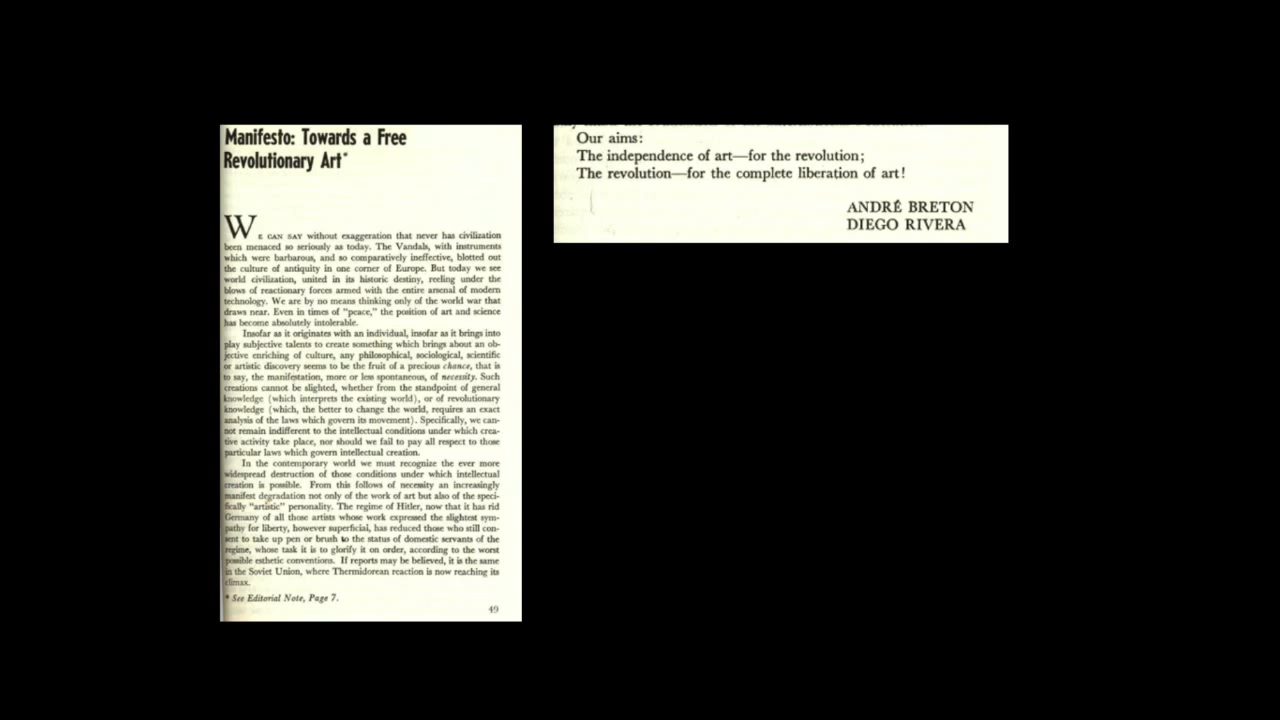 Manifesto: Towards a Free
Revolutionary Art*
WE CAN SAY without exaggeration that never has civilization
been menaced so seriously as today. The Vandals, with instruments
which were barbarous, and so comparatively ineffective, blotted out
the culture of antiquity in one corner of Europe. But today we see
world civilization, united in its historic destiny, reeling under the
blows of reactionary forces armed with the entire arsenal of modern
technology. We are by no means thinking only of the world war that
draws near. Even in times of "peace," the position of art and science
has become absolutely intolerable.
Insofar as it originates with an individual, insofar as it brings into
play subjective talents to create something which brings about an ob-
jective enriching of culture, any philosophical, sociological, scientific
or artistic discovery seems to be the fruit of a precious chance, that is
to say, the manifestation, more or less spontaneous, of necessity. Such
creations cannot be slighted, whether from the standpoint of general
knowledge (which interprets the existing world), or of revolutionary
knowledge (which, the better to change the world, requires an exact
analysis of the laws which govern its movement). Specifically, we can-
not remain indifferent to the intellectual conditions under which crea-
tive activity take place, nor should we fail to pay all respect to those
particular laws which govern intellectual creation.
In the contemporary world we must recognize the ever more
widespread destruction of those conditions under which intellectual
creation is possible. From this follows of necessity an increasingly
manifest degradation not only of the work of art but also of the speci-
fically "artistic" personality. The regime of Hitler, now that it has rid
Germany of all those artists whose work expressed the slightest sym-
pathy for liberty, however superficial, has reduced those who still con-
sent to take up pen or brush to the status of domestic servants of the
regime, whose task it is to glorify it on order, according to the worst
possible esthetic conventions. If reports may be believed, it is the same
in the Soviet Union, where Thermidorean reaction is now reaching its
climax.
* See Editorial Note, Page 7.
49
Our aims:
The independence of art—for the revolution;
The revolution—for the complete liberation of art!
ANDRÉ BRETON
DIEGO RIVERA